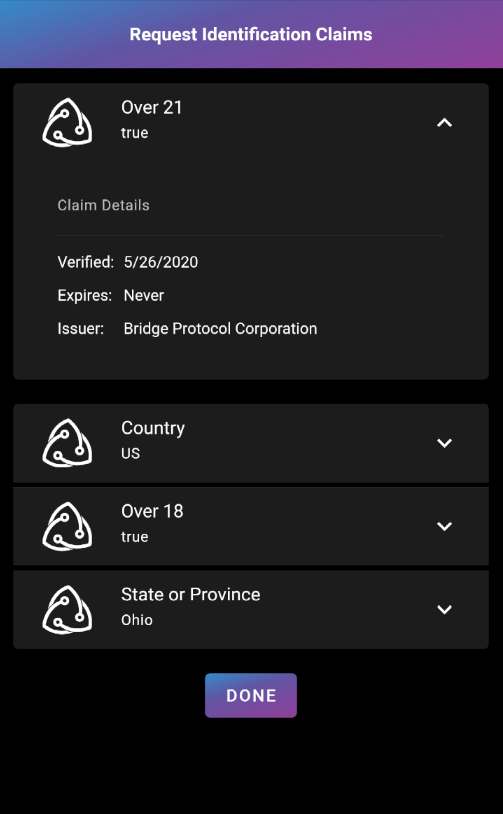 Request Identification Claims
Over 21
true
Claim Details
Verified: 5/26/2020
Expires: Never
Issuer: Bridge Protocol Corporation
Country
US
Over 18
true
State or Province
Ohio
DONE